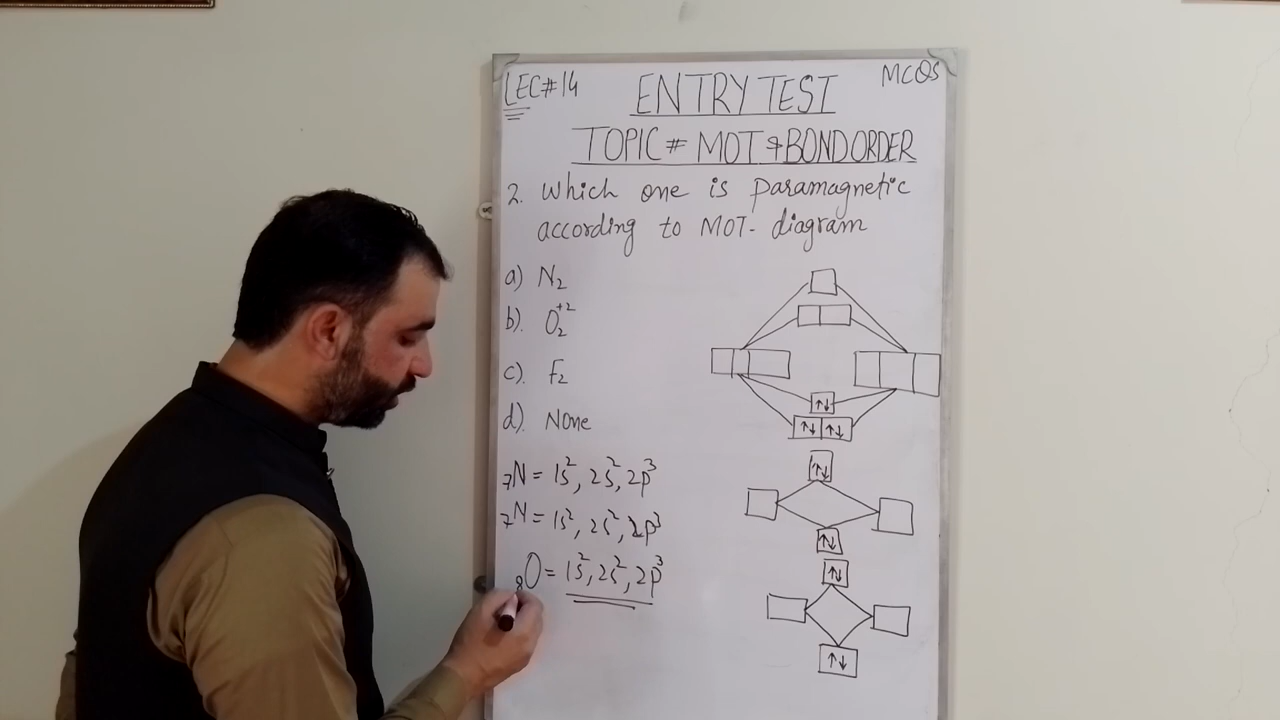 LEC#14 ENTRY TEST MCQS
TOPIC # MOT & BOND ORDER
2. Which one is paramagnetic
according to MOT- diagram
a) N₂
b). O₂⁺²
c). F₂
d). None
₇N = 1s², 2s², 2p³
₇N = 1s², 2s², 2p³
₈O = 1s², 2s², 2p³
↑↓
↑↓ ↑↓
↑↓
↑↓
↑↓
↑↓